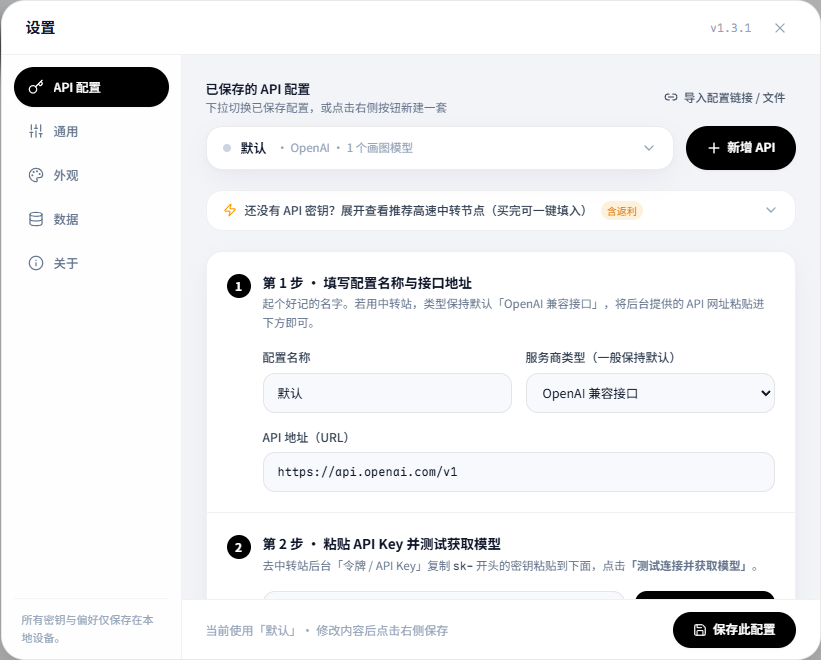 设置
v1.3.1
API 配置
通用
外观
数据
关于
所有密钥与偏好仅保存在本
地设备。
已保存的 API 配置
下拉切换已保存配置，或点击右侧按钮新建一套
导入配置链接 / 文件
默认 • OpenAI • 1 个画图模型
新增 API
还没有 API 密钥？展开查看推荐高速中转节点（买完可一键填入） 含返利
1 第 1 步 • 填写配置名称与接口地址
起个好记的名字。若用中转站，类型保持默认「OpenAI 兼容接口」，将后台提供的 API 网址粘贴进
下方即可。
配置名称
服务商类型（一般保持默认）
默认
OpenAI 兼容接口
API 地址（URL）
https://api.openai.com/v1
2 第 2 步 • 粘贴 API Key 并测试获取模型
去中转站后台「令牌 / API Key」复制 sk- 开头的密钥粘贴到下面，点击「测试连接并获取模型」。
当前使用「默认」 • 修改内容后点击右侧保存
保存此配置